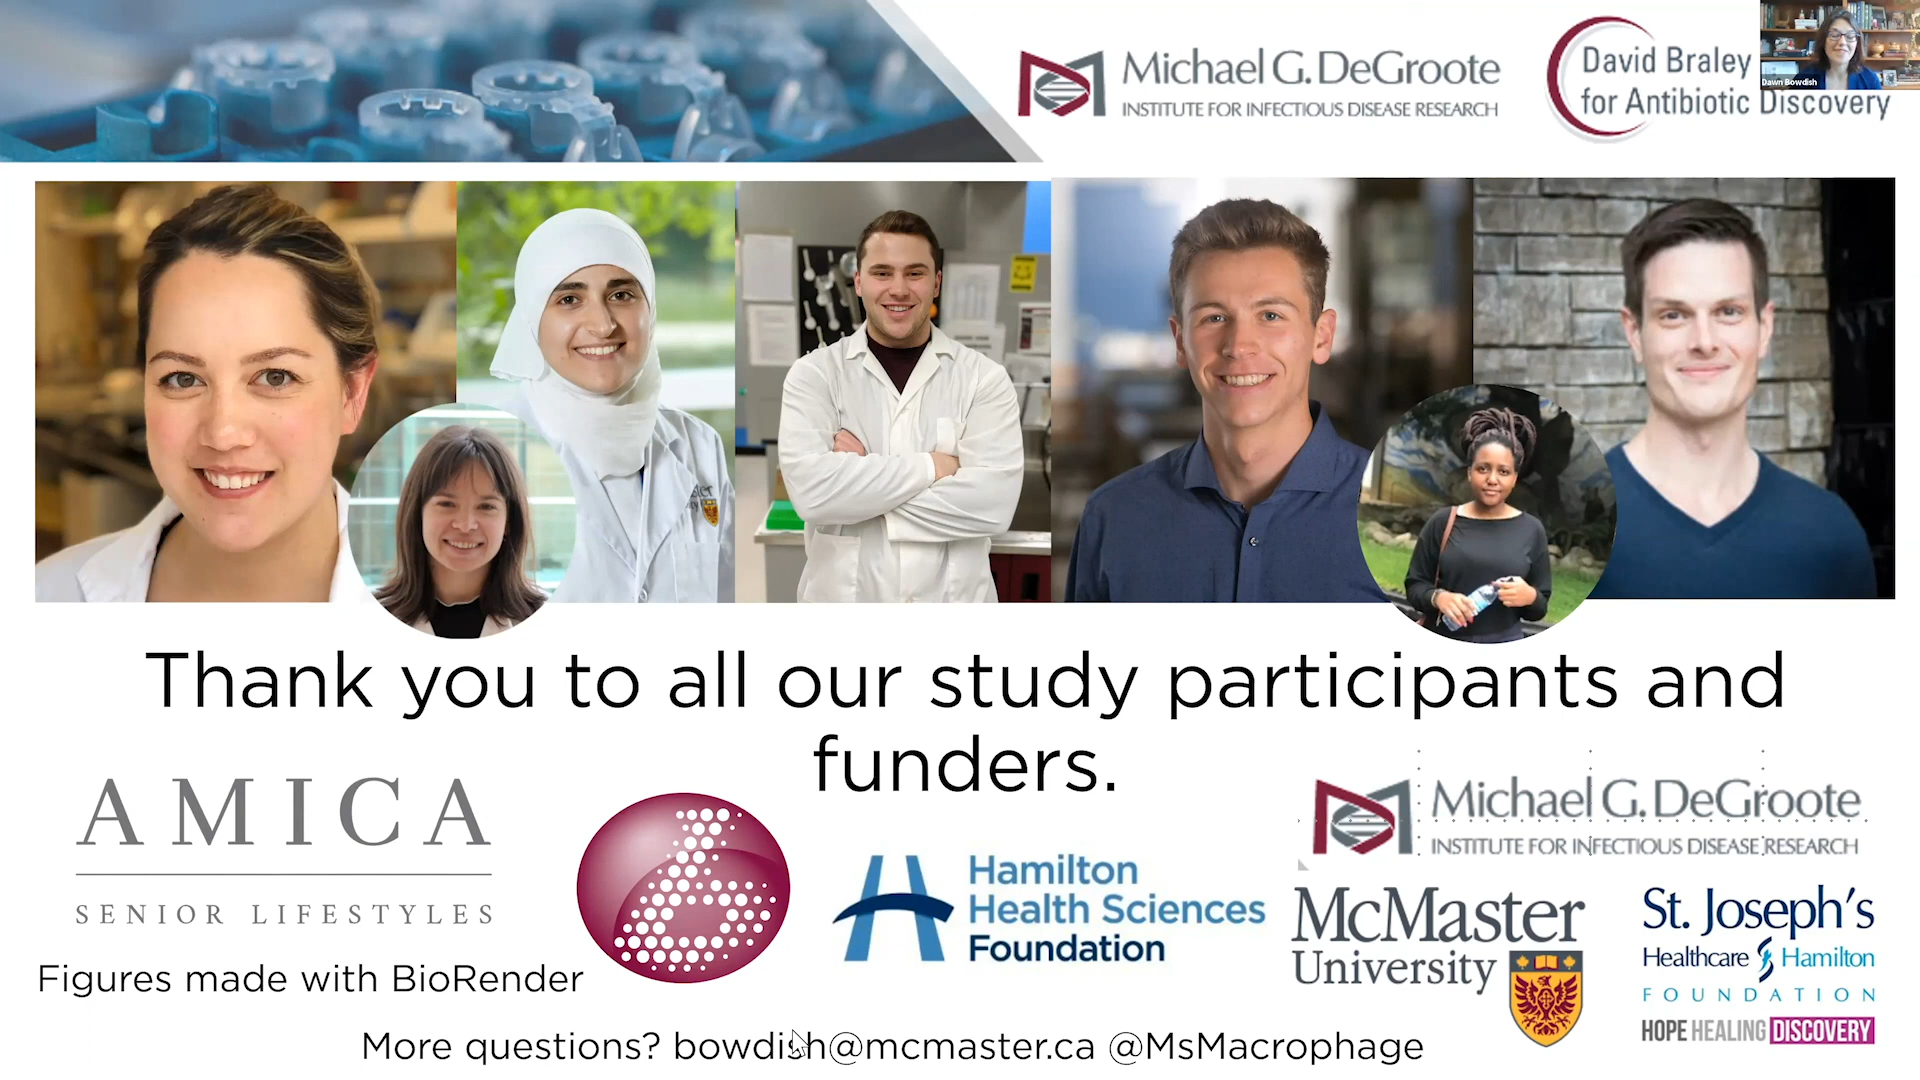 Michael G. DeGroote
INSTITUTE FOR INFECTIOUS DISEASE RESEARCH
David Braley
for Antibiotic Discovery
Dawn Bowdish
Thank you to all our study participants and
funders.
AMICA
SENIOR LIFESTYLES
Figures made with BioRender
Hamilton
Health Sciences
Foundation
Michael G. DeGroote
INSTITUTE FOR INFECTIOUS DISEASE RESEARCH
McMaster
University
St. Joseph's
Healthcare Hamilton
FOUNDATION
HOPE HEALING DISCOVERY
More questions? bowdish@mcmaster.ca @MsMacrophage